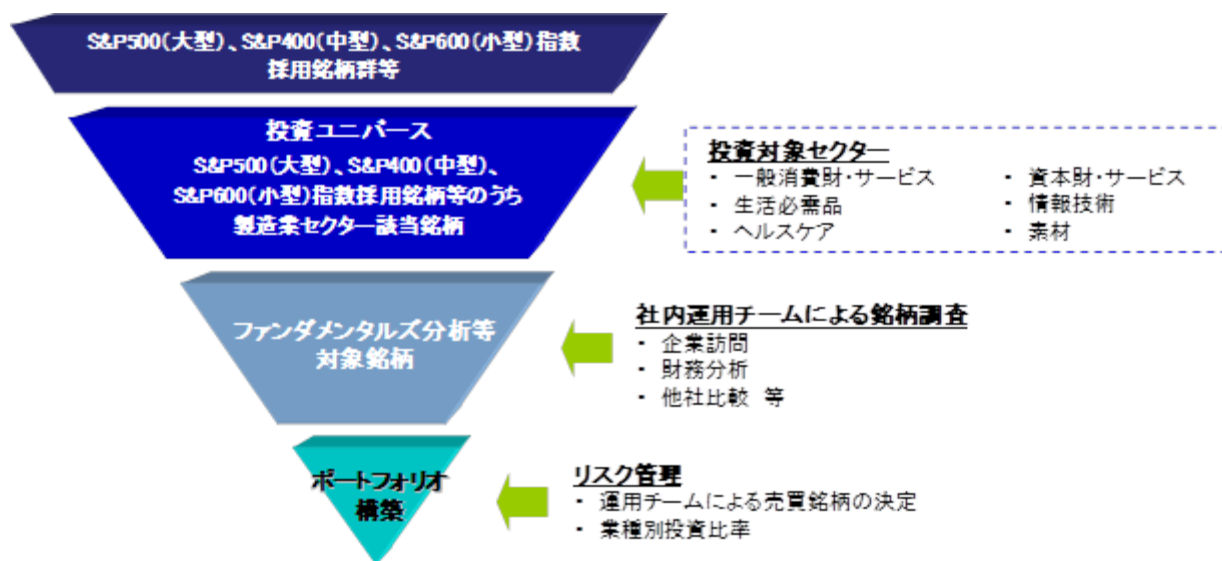 S&P500(大型)、S&P400(中型)、S&P600(小型)指数
採用銘柄群等
投資ユニバース
S&P500(大型)、S&P400(中型)、
S&P600(小型)指数採用銘柄等のうち
製造業セクター該当銘柄
投資対象セクター
・ 一般消費財・サービス
・ 生活必需品
・ ヘルスケア
・ 資本財・サービス
・ 情報技術
・ 素材
ファンダメンタルズ分析等
対象銘柄
社内運用チームによる銘柄調査
・ 企業訪問
・ 財務分析
・ 他社比較 等
ポートフォリオ
構築
リスク管理
・ 運用チームによる売買銘柄の決定
・ 業種別投資比率